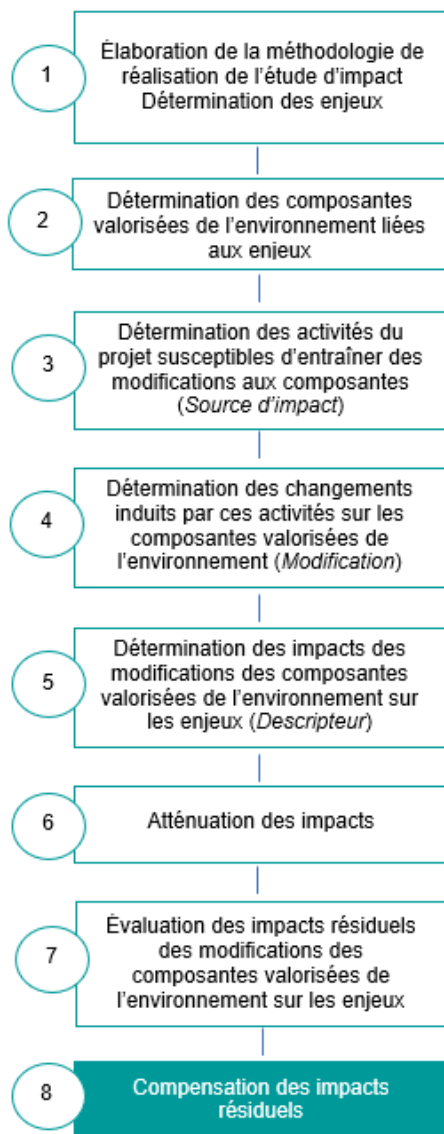 1
Élaboration de la méthodologie de
réalisation de l'étude d'impact
Détermination des enjeux
2
Détermination des composantes
valorisées de l'environnement liées
aux enjeux
3
Détermination des activités du
projet susceptibles d'entraîner des
modifications aux composantes
(Source d'impact)
4
Détermination des changements
induits par ces activités sur les
composantes valorisées de
l'environnement (Modification)
5
Détermination des impacts des
modifications des composantes
valorisées de l'environnement sur
les enjeux (Descripteur)
6
Atténuation des impacts
7
Évaluation des impacts résiduels
des modifications des
composantes valorisées de
l'environnement sur les enjeux
8
Compensation des impacts
résiduels